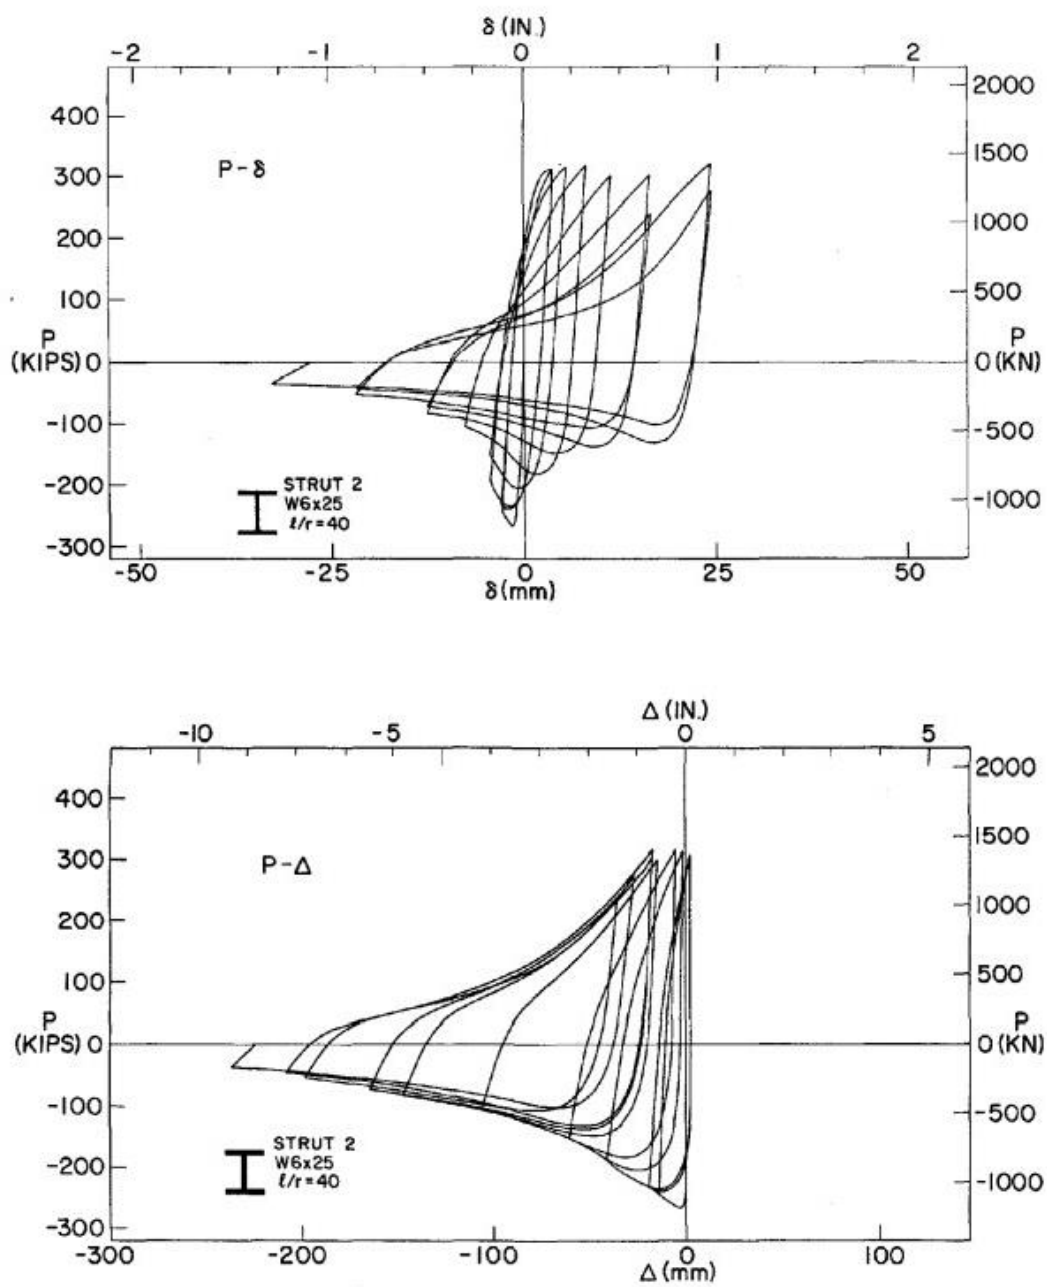 δ (IN.)
-2 -1 0 1 2
400 300 200 100 0 -100 -200 -300
P
(KIPS)
P - δ
2000 1500 1000 500 0 -500 -1000
P
(KN)
STRUT 2
W6x25
ℓ/r = 40
-50 -25 0 25 50
δ (mm)
Δ (IN.)
-10 -5 0 5
400 300 200 100 0 -100 -200 -300
P
(KIPS)
P - Δ
2000 1500 1000 500 0 -500 -1000
P
(KN)
STRUT 2
W6x25
ℓ/r = 40
-300 -200 -100 0 100
Δ (mm)